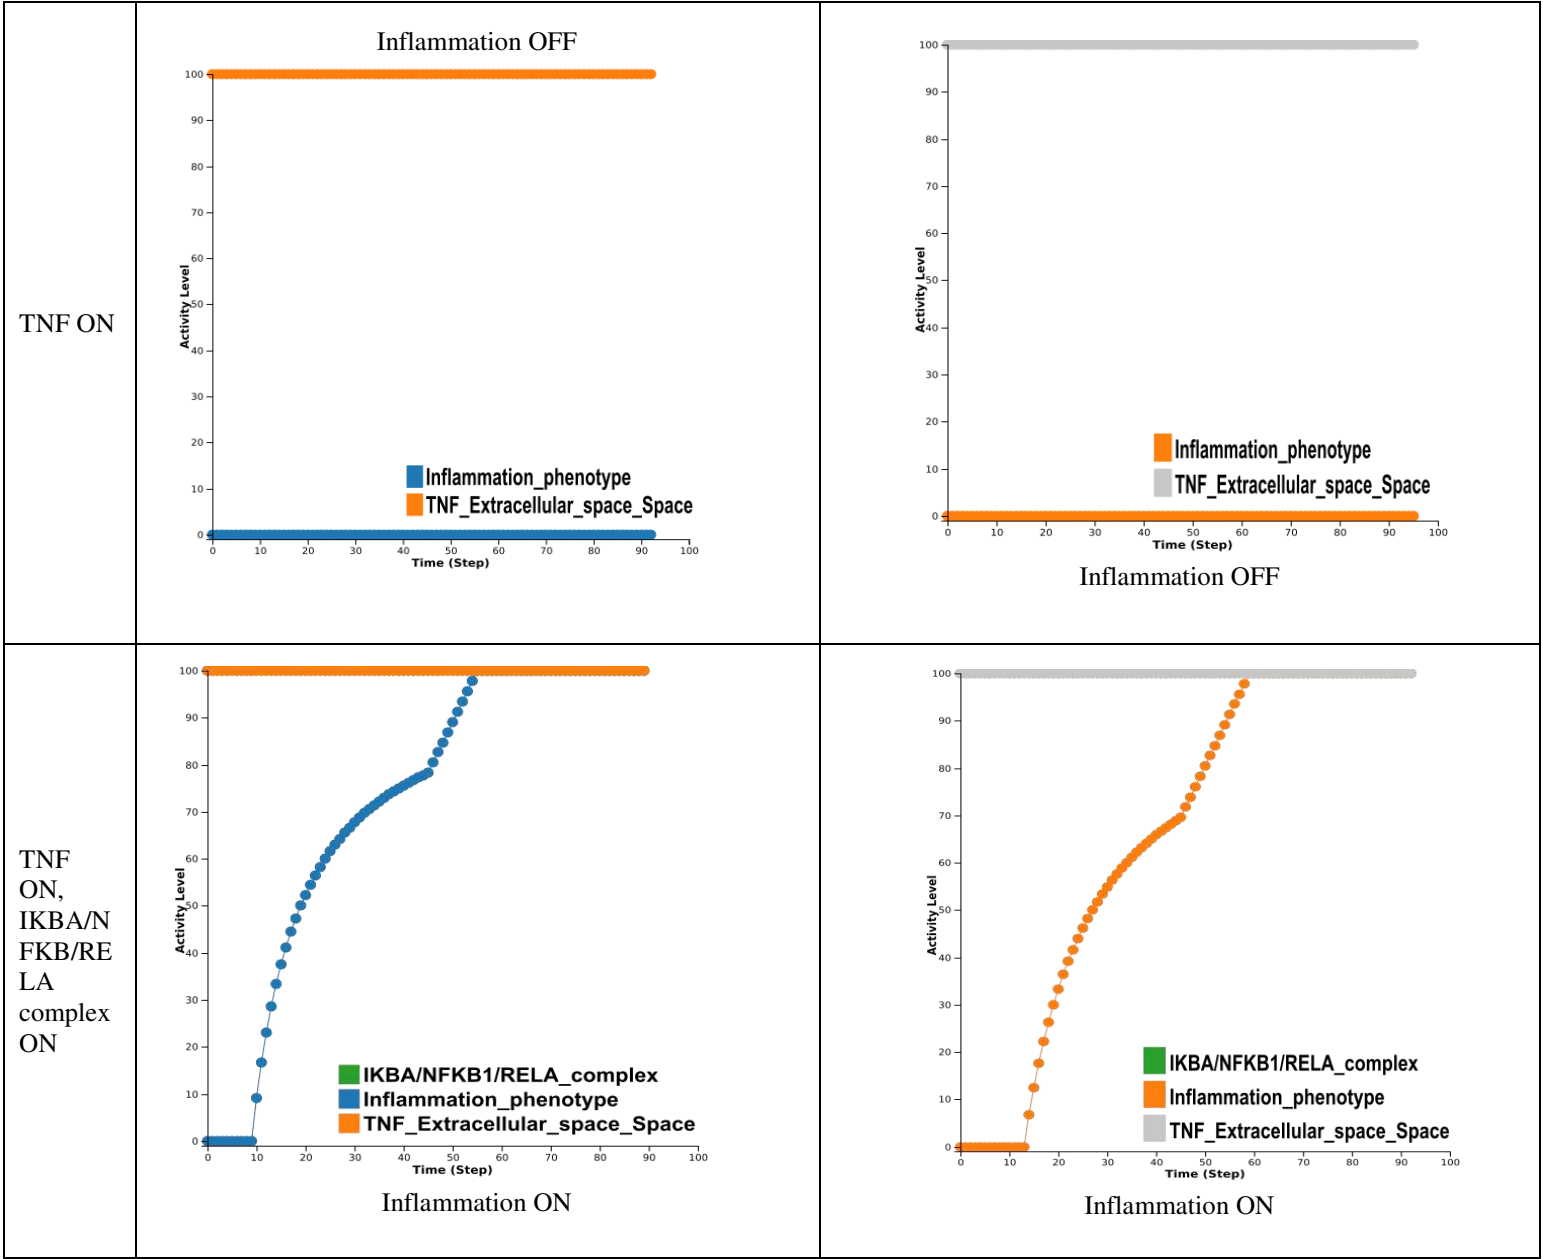 TNF ON
Inflammation OFF
100
90
80
70
60
50
40
30
20
10
0
Activity Level
Inflammation_phenotype
TNF_Extracellular_space_Space
0 10 20 30 40 50 60 70 80 90 100
Time (Step)
100
90
80
70
60
50
40
30
20
10
0
Activity Level
Inflammation_phenotype
TNF_Extracellular_space_Space
0 10 20 30 40 50 60 70 80 90 100
Time (Step)
Inflammation OFF
TNF
ON,
IKBA/N
FKB/RE
LA
complex
ON
100
90
80
70
60
50
40
30
20
10
0
Activity Level
IKBA/NFKB1/RELA_complex
Inflammation_phenotype
TNF_Extracellular_space_Space
0 10 20 30 40 50 60 70 80 90 100
Time (Step)
Inflammation ON
100
90
80
70
60
50
40
30
20
10
0
Activity Level
IKBA/NFKB1/RELA_complex
Inflammation_phenotype
TNF_Extracellular_space_Space
0 10 20 30 40 50 60 70 80 90 100
Time (Step)
Inflammation ON